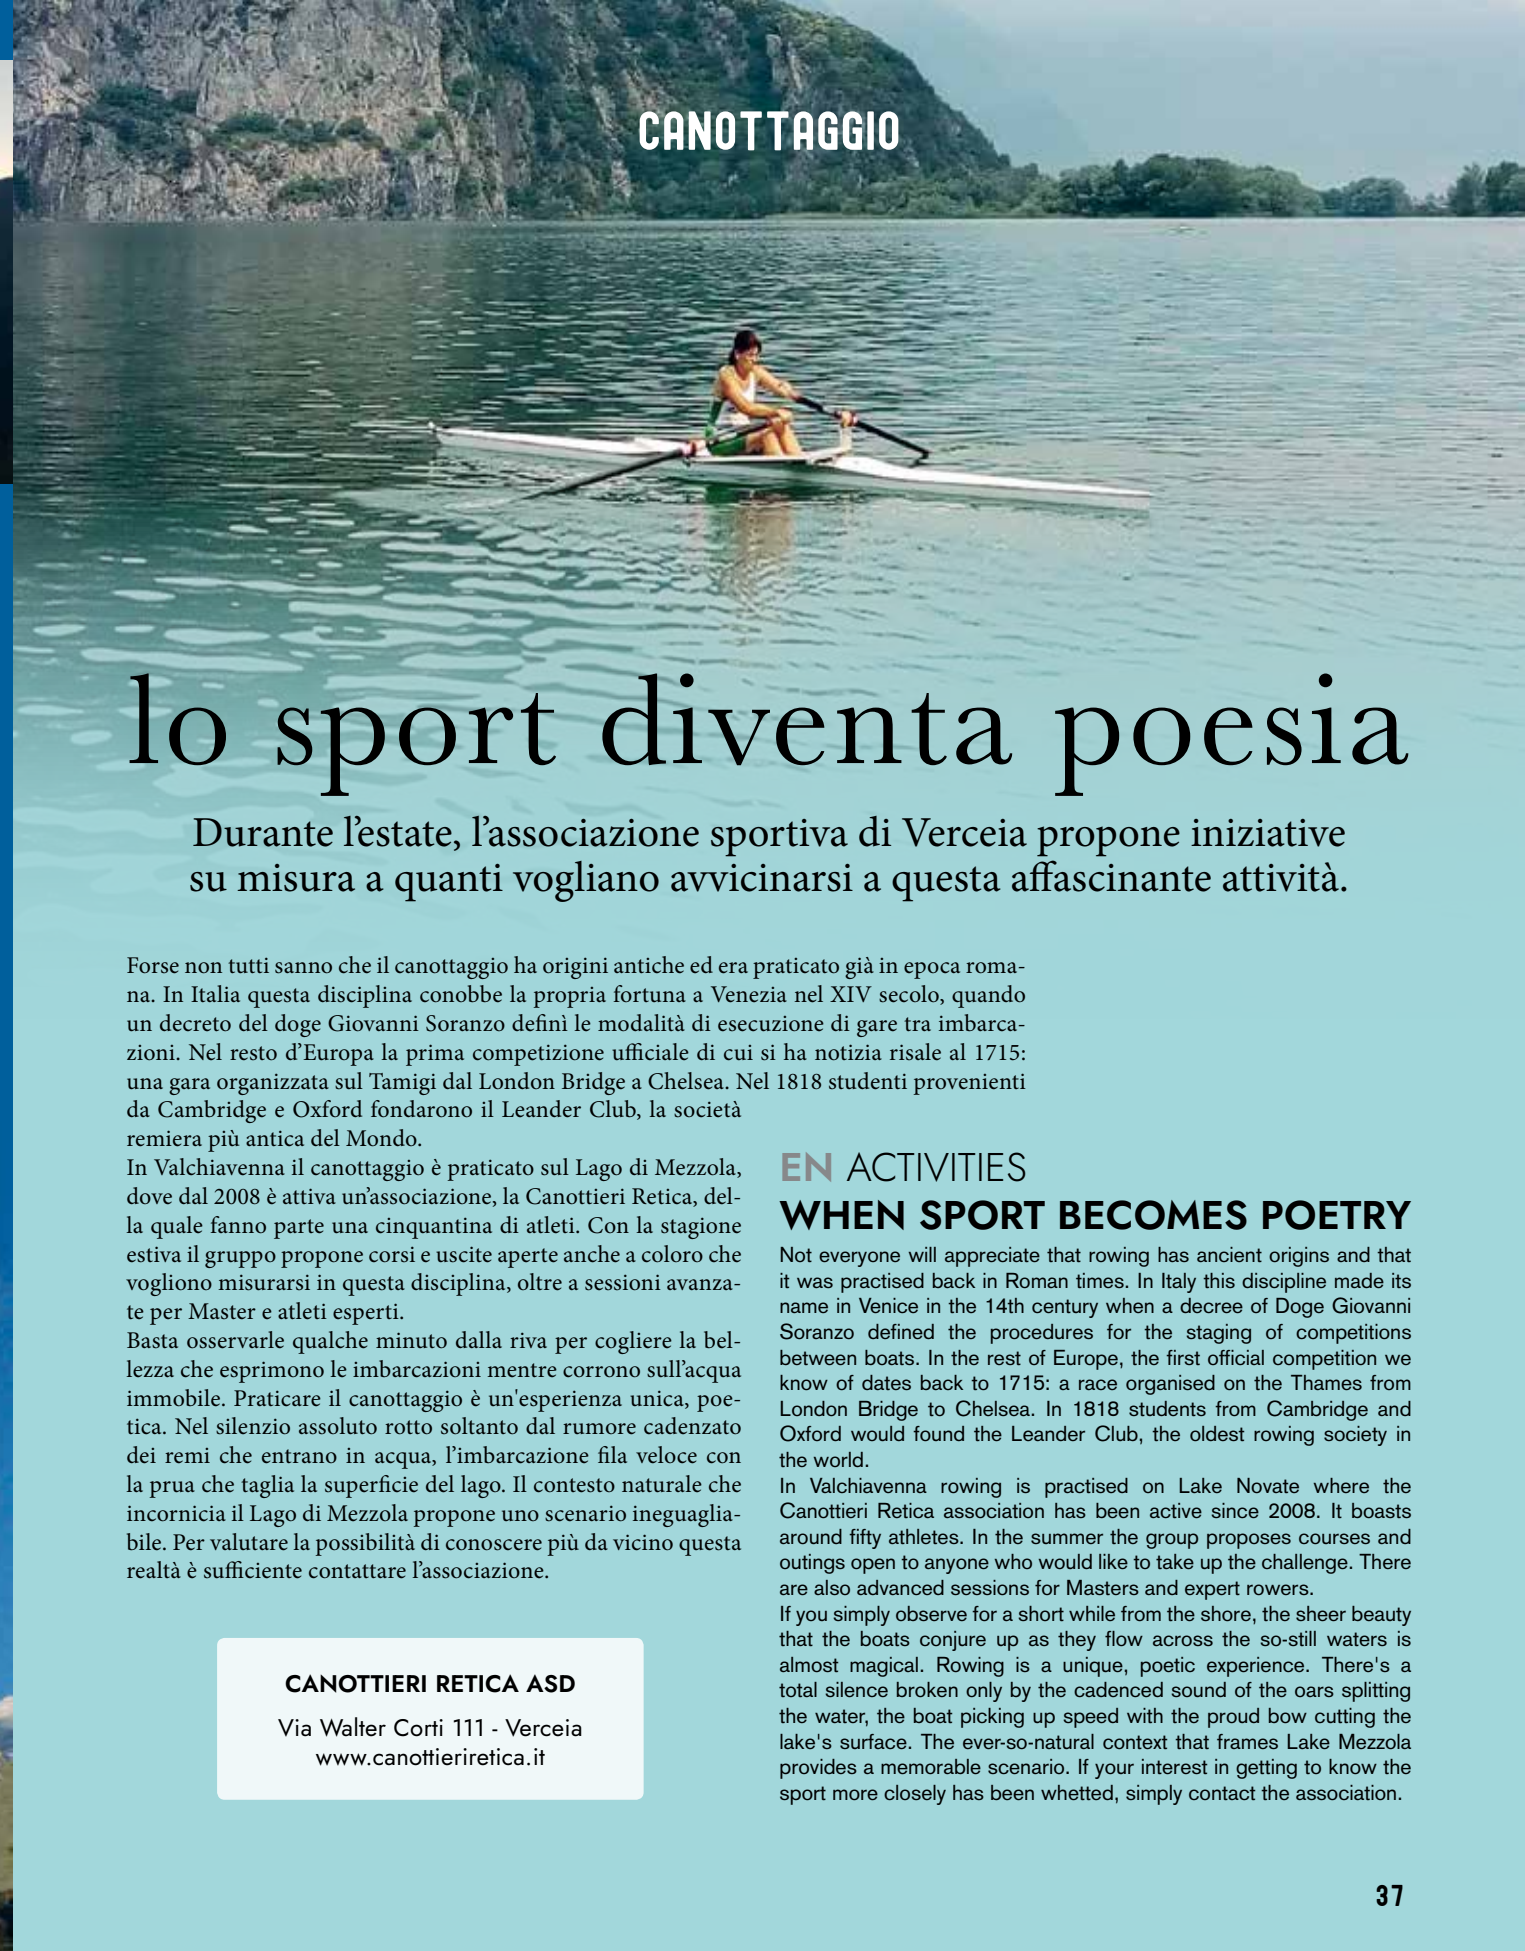 CANOTTAGGIO
lo sport diventa poesia
Durante l’estate, l’associazione sportiva di Verceia propone iniziative
su misura a quanti vogliano avvicinarsi a questa affascinante attività.
Forse non tutti sanno che il canottaggio ha origini antiche ed era praticato già in epoca roma-
na. In Italia questa disciplina conobbe la propria fortuna a Venezia nel XIV secolo, quando
un decreto del doge Giovanni Soranzo definì le modalità di esecuzione di gare tra imbarca-
zioni. Nel resto d’Europa la prima competizione ufficiale di cui si ha notizia risale al 1715:
una gara organizzata sul Tamigi dal London Bridge a Chelsea. Nel 1818 studenti provenienti
da Cambridge e Oxford fondarono il Leander Club, la società
remiera più antica del Mondo.
In Valchiavenna il canottaggio è praticato sul Lago di Mezzola,
dove dal 2008 è attiva un’associazione, la Canottieri Retica, del-
la quale fanno parte una cinquantina di atleti. Con la stagione
estiva il gruppo propone corsi e uscite aperte anche a coloro che
vogliono misurarsi in questa disciplina, oltre a sessioni avanza-
te per Master e atleti esperti.
Basta osservarle qualche minuto dalla riva per cogliere la bel-
lezza che esprimono le imbarcazioni mentre corrono sull’acqua
immobile. Praticare il canottaggio è un'esperienza unica, poe-
tica. Nel silenzio assoluto rotto soltanto dal rumore cadenzato
dei remi che entrano in acqua, l’imbarcazione fila veloce con
la prua che taglia la superficie del lago. Il contesto naturale che
incornicia il Lago di Mezzola propone uno scenario ineguaglia-
bile. Per valutare la possibilità di conoscere più da vicino questa
realtà è sufficiente contattare l’associazione.
CANOTTIERI RETICA ASD
Via Walter Corti 111 - Verceia
www.canottieriretica.it
EN ACTIVITIES
WHEN SPORT BECOMES POETRY
Not everyone will appreciate that rowing has ancient origins and that
it was practised back in Roman times. In Italy this discipline made its
name in Venice in the 14th century when a decree of Doge Giovanni
Soranzo defined the procedures for the staging of competitions
between boats. In the rest of Europe, the first official competition we
know of dates back to 1715: a race organised on the Thames from
London Bridge to Chelsea. In 1818 students from Cambridge and
Oxford would found the Leander Club, the oldest rowing society in
the world.
In Valchiavenna rowing is practised on Lake Novate where the
Canottieri Retica association has been active since 2008. It boasts
around fifty athletes. In the summer the group proposes courses and
outings open to anyone who would like to take up the challenge. There
are also advanced sessions for Masters and expert rowers.
If you simply observe for a short while from the shore, the sheer beauty
that the boats conjure up as they flow across the so-still waters is
almost magical. Rowing is a unique, poetic experience. There's a
total silence broken only by the cadenced sound of the oars splitting
the water, the boat picking up speed with the proud bow cutting the
lake's surface. The ever-so-natural context that frames Lake Mezzola
provides a memorable scenario. If your interest in getting to know the
sport more closely has been whetted, simply contact the association.
37